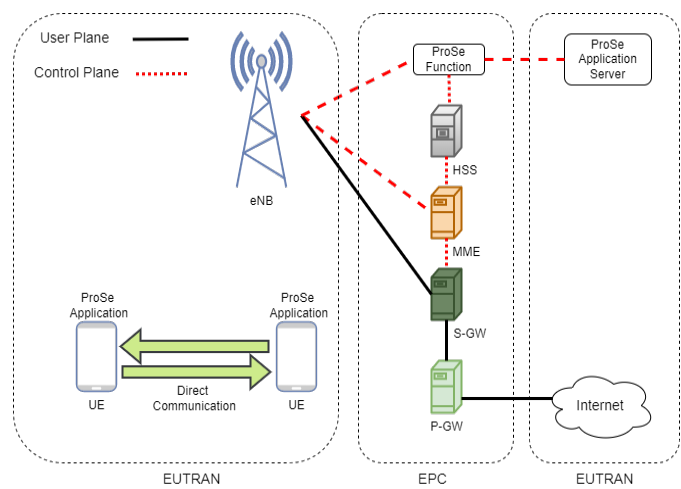 User Plane
Control Plane
eNB
ProSe
Application
UE
ProSe
Application
UE
Direct
Communication
EUTRAN
ProSe
Function
HSS
MME
S-GW
P-GW
EPC
ProSe
Application
Server
Internet
EUTRAN